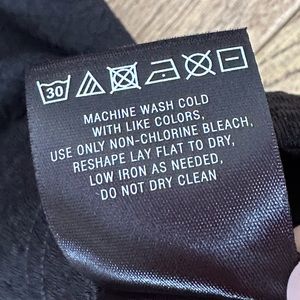 30
MACHINE WASH COLD
WITH LIKE COLORS,
USE ONLY NON-CHLORINE BLEACH,
RESHAPE LAY FLAT TO DRY,
LOW IRON AS NEEDED,
DO NOT DRY CLEAN